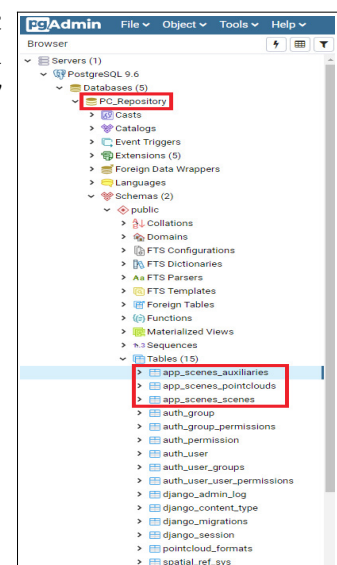 pgAdmin File Object Tools Help
Browser
Servers (1)
PostgreSQL 9.6
Databases (5)
PC_Repository
Casts
Catalogs
Event Triggers
Extensions (5)
Foreign Data Wrappers
Languages
Schemas (2)
public
Collations
Domains
FTS Configurations
FTS Dictionaries
FTS Parsers
FTS Templates
Foreign Tables
Functions
Materialized Views
Sequences
Tables (15)
app_scenes_auxiliaries
app_scenes_pointclouds
app_scenes_scenes
auth_group
auth_group_permissions
auth_permission
auth_user
auth_user_groups
auth_user_user_permissions
django_admin_log
django_content_type
django_migrations
django_session
pointcloud_formats
spatial_ref_sys